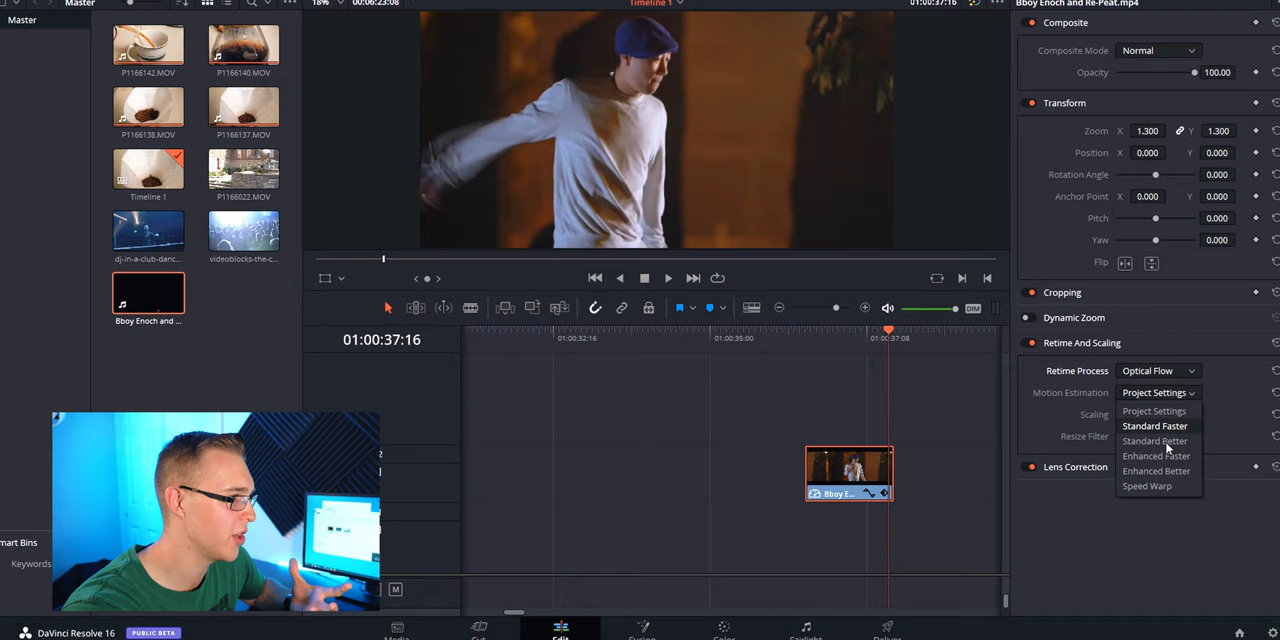 Master
18%
00:06:23:08
Timeline 1
01:00:37:16
Bboy Enoch and Re-Peat.mp4
Master
P1166142.MOV
P1166140.MOV
P1166138.MOV
P1166137.MOV
Timeline 1
P1166022.MOV
dj-in-a-club-danc...
videoblocks-the-c...
Bboy Enoch and ...
Composite
Composite Mode
Normal
Opacity
100.00
Transform
Zoom X 1.300 Y 1.300
Position X 0.000 Y 0.000
Rotation Angle 0.000
Anchor Point X 0.000 Y 0.000
Pitch 0.000
Yaw 0.000
Flip
Cropping
Dynamic Zoom
Retime And Scaling
Retime Process Optical Flow
Motion Estimation Project Settings
Scaling
Resize Filter
Project Settings
Standard Faster
Standard Better
Enhanced Faster
Enhanced Better
Speed Warp
Lens Correction
DIM
01:00:37:16
01:00:32:16
01:00:35:00
01:00:37:08
2
Bboy E...
M
mart Bins
Keywords
DaVinci Resolve 16
PUBLIC BETA
Media
Cut
Edit
Fusion
Color
Fairlight
Deliver